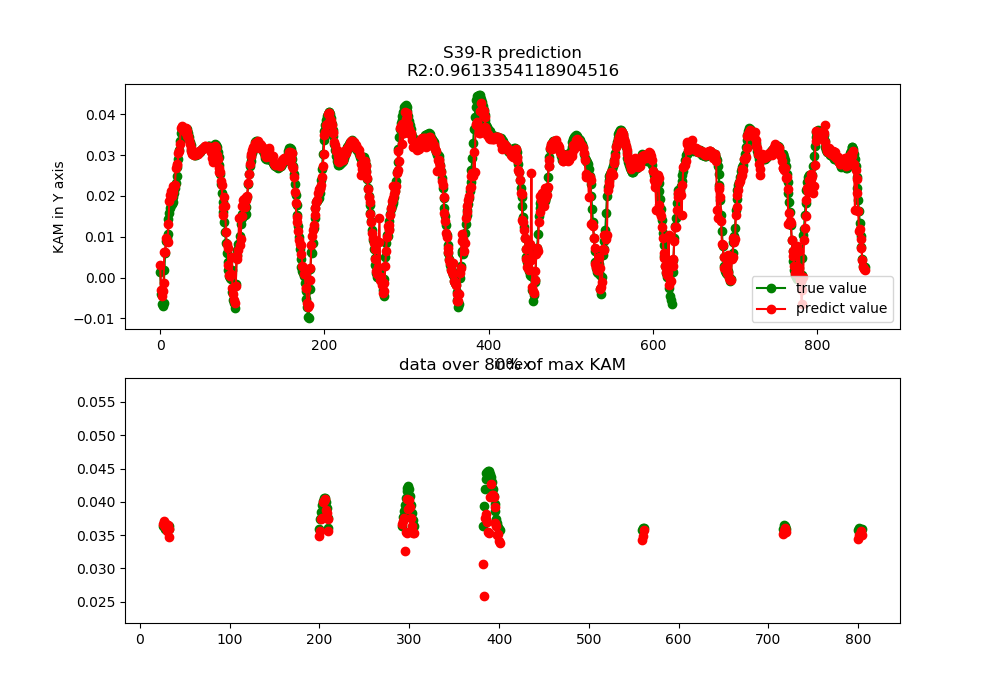 S39-R prediction
R2:0.9613354118904516
KAM in Y axis
0.04
0.03
0.02
0.01
0.00
−0.01
0 200 400 600 800
true value
predict value
index
data over 80% of max KAM
0.055
0.050
0.045
0.040
0.035
0.030
0.025
0 100 200 300 400 500 600 700 800